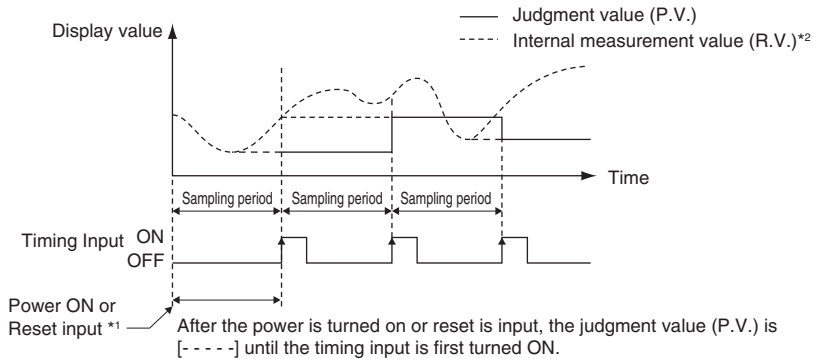 Judgment value (P.V.)
Display value
Internal measurement value (R.V.)*2
Time
Sampling period
Sampling period
Sampling period
Timing Input
ON
OFF
Power ON or
Reset input *1
After the power is turned on or reset is input, the judgment value (P.V.) is
[- - - - -] until the timing input is first turned ON.